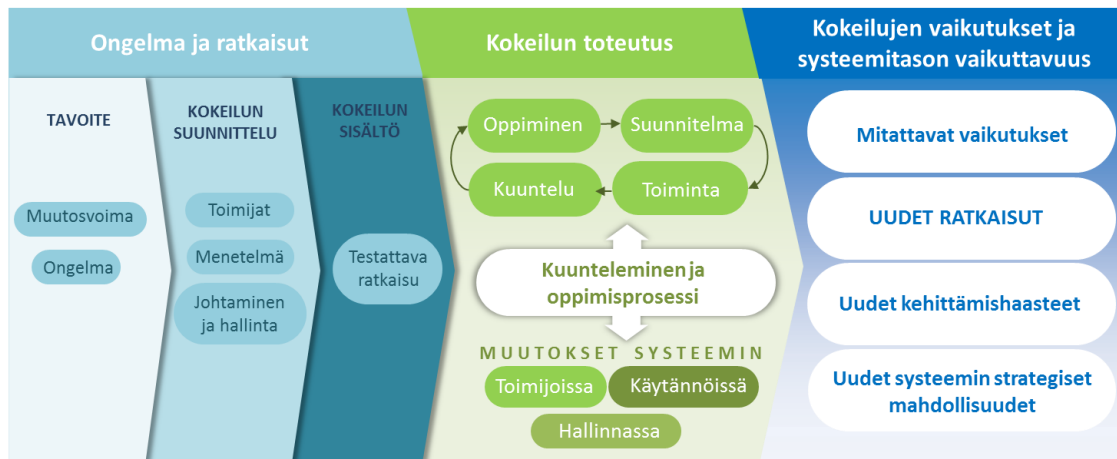 Ongelma ja ratkaisut
TAVOITE
Muutosvoima
Ongelma
KOKEILUN
SUUNNITTELU
Toimijat
Menetelmä
Johtaminen
ja hallinta
KOKEILUN
SISÄLTÖ
Testattava
ratkaisu
Kokeilun toteutus
Oppiminen
Suunnitelma
Kuuntelu
Toiminta
Kuunteleminen ja
oppimisprosessi
MUUTOKSET SYSTEEMIN
Toimijoissa
Käytännöissä
Hallinnassa
Kokeilujen vaikutukset ja
systeemitason vaikuttavuus
Mitattavat vaikutukset
UUDET RATKAISUT
Uudet kehittämishaasteet
Uudet systeemin strategiset
mahdollisuudet